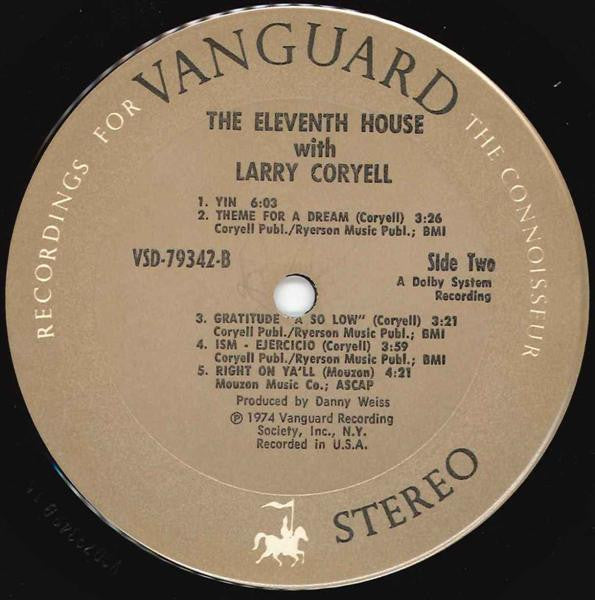 RECORDINGS FOR
VANGUARD
THE CONNOISSEUR
THE ELEVENTH HOUSE
with
LARRY CORYELL
1. YIN 6:03
2. THEME FOR A DREAM (Coryell) 3:26
Coryell Publ./Ryerson Music Publ.; BMI
VSD-79342-B
Side Two
A Dolby System
Recording
3. GRATITUDE "A SO LOW" (Coryell) 3:21
Coryell Publ./Ryerson Music Publ.; BMI
4. ISM - EJERCICIO (Coryell) 3:59
Coryell Publ./Ryerson Music Publ.; BMI
5. RIGHT ON YA'LL (Mouzon) 4:21
Mouzon Music Co.; ASCAP
Produced by Danny Weiss
℗ 1974 Vanguard Recording
Society, Inc., N.Y.
Recorded in U.S.A.
STEREO